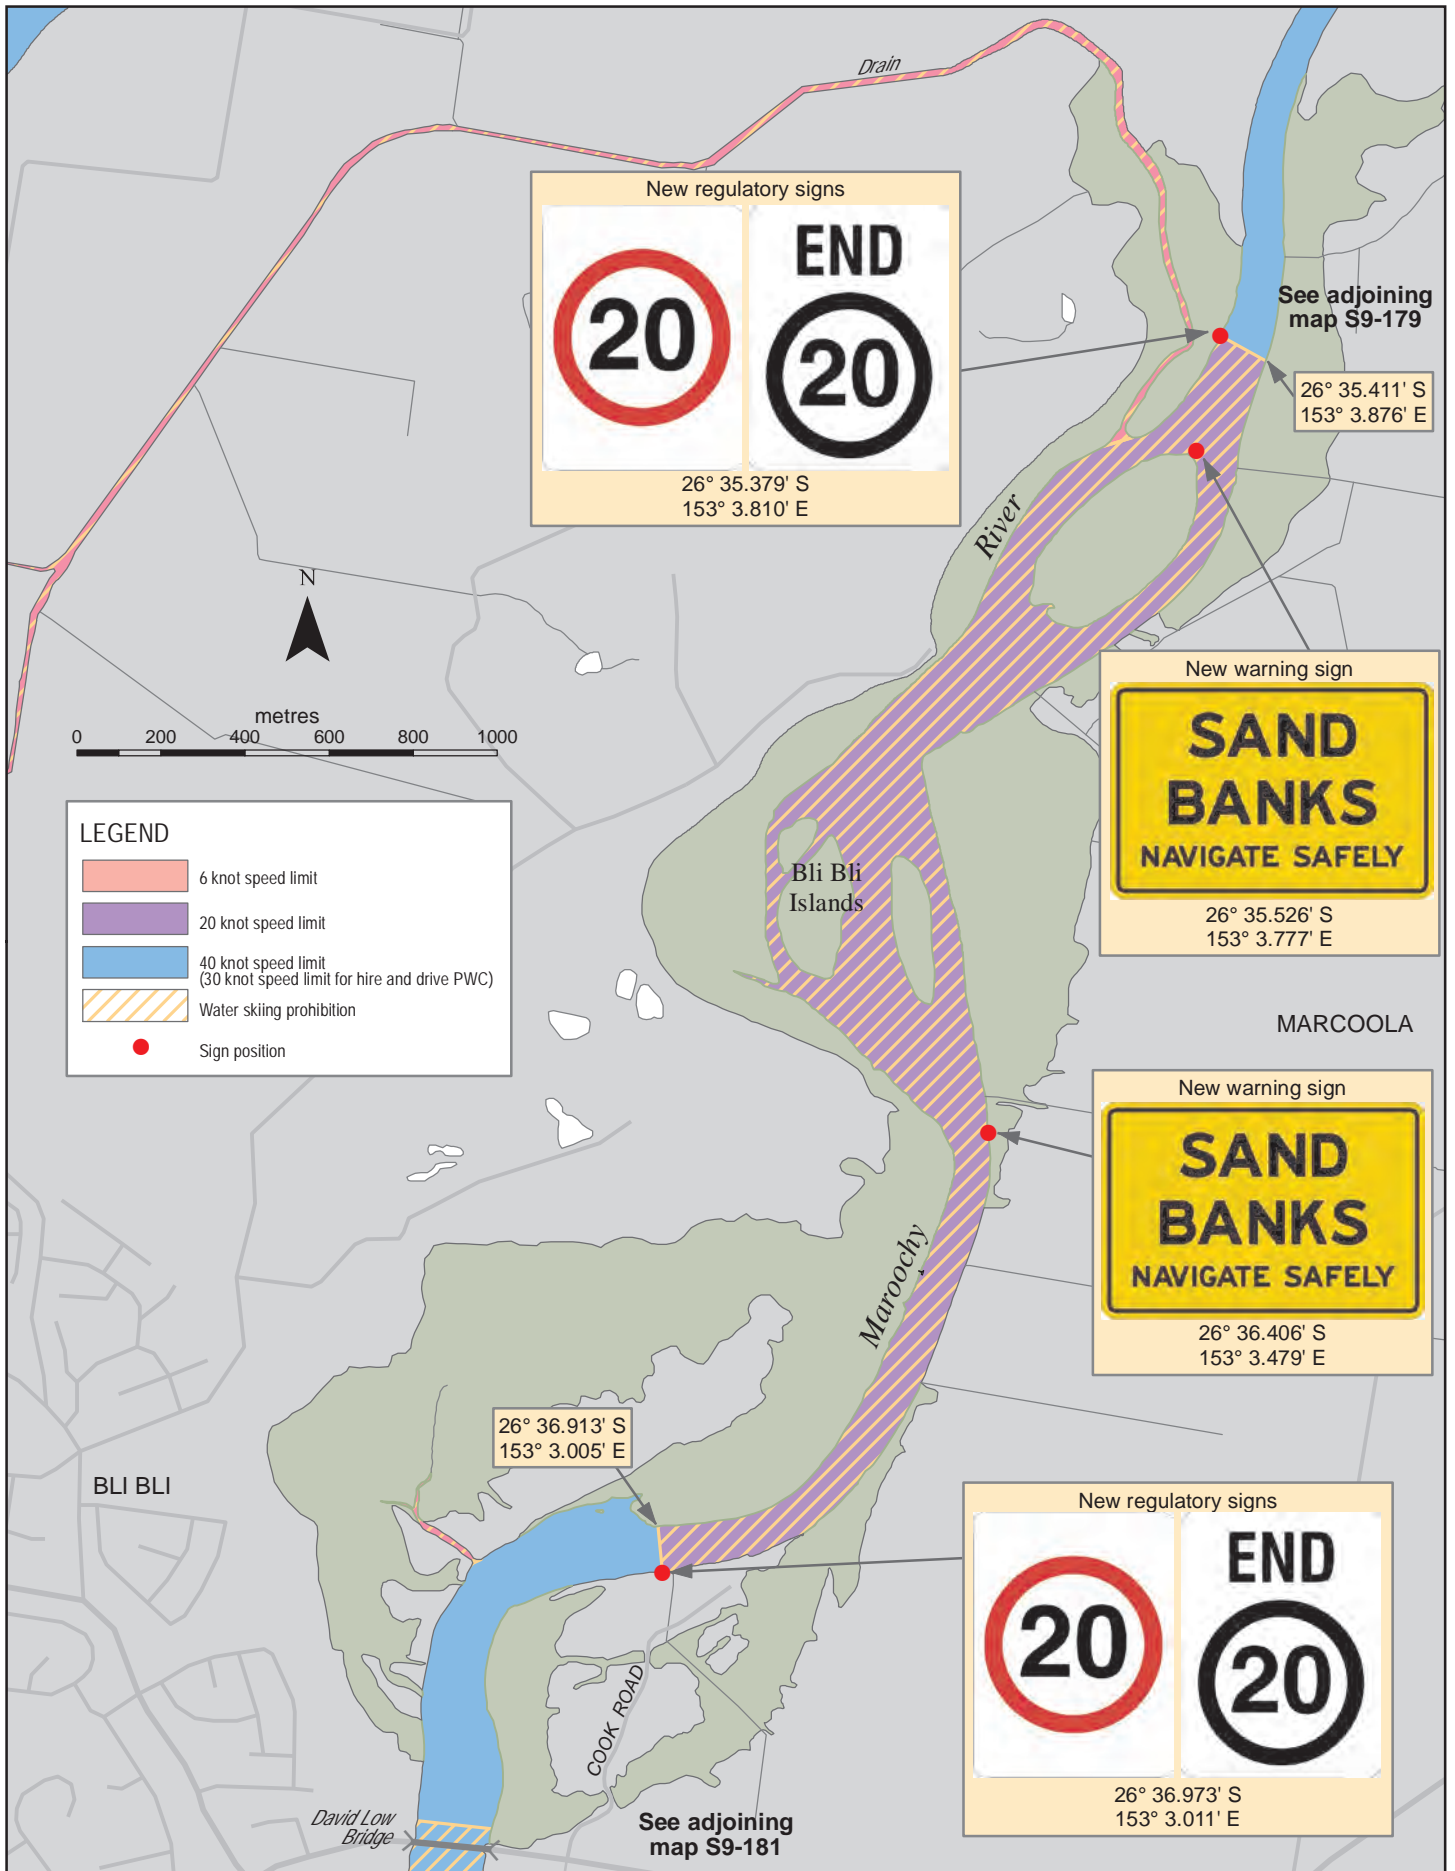 Drain
New regulatory signs
20
END
20
26° 35.379' S
153° 3.810' E
See adjoining
map S9-179
26° 35.411' S
153° 3.876' E
River
N
metres
0 200 400 600 800 1000
New warning sign
SAND
BANKS
NAVIGATE SAFELY
26° 35.526' S
153° 3.777' E
LEGEND
6 knot speed limit
20 knot speed limit
40 knot speed limit
(30 knot speed limit for hire and drive PWC)
Water skiing prohibition
Sign position
Bli Bli
Islands
MARCOOLA
New warning sign
SAND
BANKS
NAVIGATE SAFELY
26° 36.406' S
153° 3.479' E
Maroochy
26° 36.913' S
153° 3.005' E
BLI BLI
New regulatory signs
20
END
20
26° 36.973' S
153° 3.011' E
COOK ROAD
David Low
Bridge
See adjoining
map S9-181